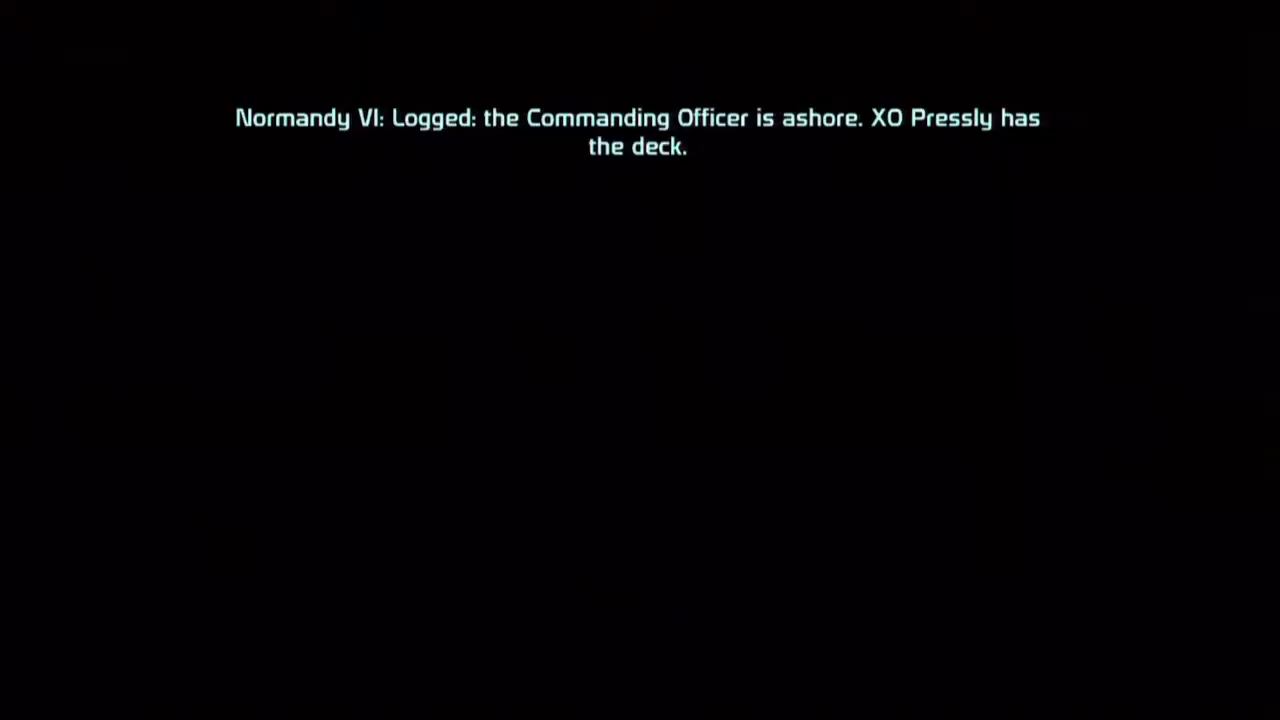 Normandy VI: Logged: the Commanding Officer is ashore. XO Pressly has
the deck.